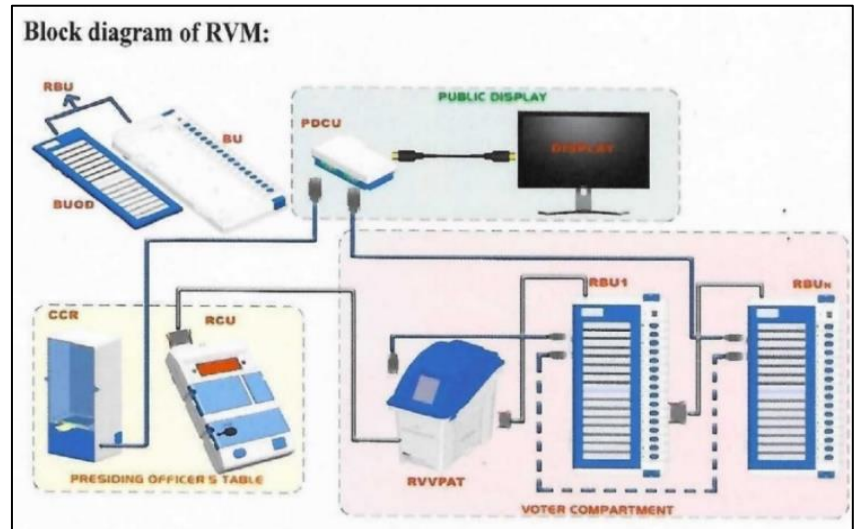 Block diagram of RVM:
RBU
BU
BUOD
PUBLIC DISPLAY
PDCU
DISPLAY
CCR
RCU
PRESIDING OFFICER'S TABLE
RBU1
RBUN
RVVPAT
VOTER COMPARTMENT